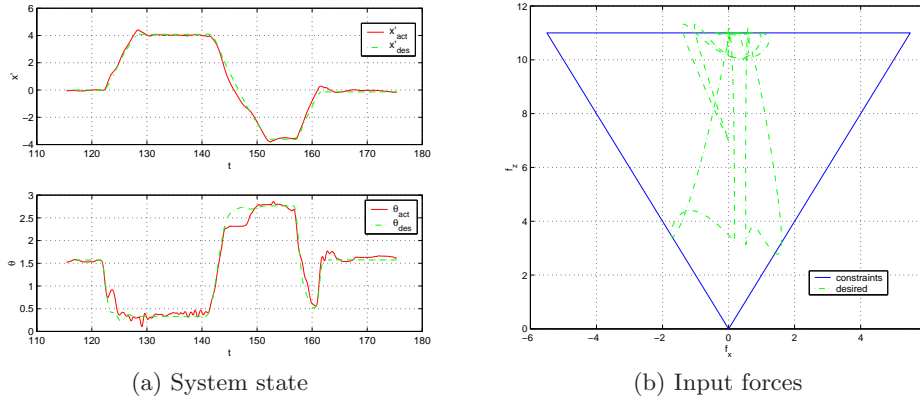 4
2
0
−2
−4
x'
110 120 130 140 150 160 170 180
t
x'act
x'des
3
2.5
2
1.5
1
0.5
0
θ
110 120 130 140 150 160 170 180
t
θact
θdes
(a) System state
12
10
8
6
4
2
0
fz
−6 −4 −2 0 2 4 6
fx
constraints
desired
(b) Input forces